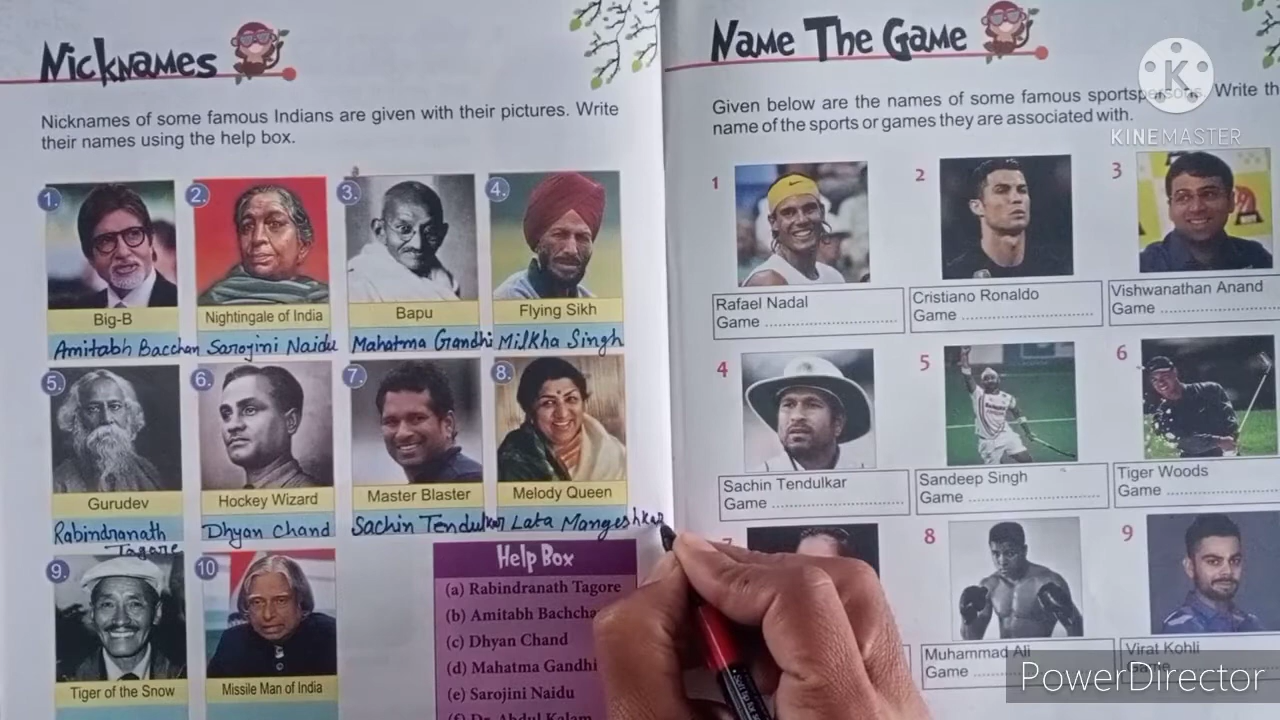 Nicknames
Nicknames of some famous Indians are given with their pictures. Write
their names using the help box.
1.
2.
3.
4.
Big-B
Nightingale of India
Bapu
Flying Sikh
Amitabh Bacchan
Sarojini Naidu
Mahatma Gandhi
Milkha Singh
5.
6.
7.
8.
Gurudev
Hockey Wizard
Master Blaster
Melody Queen
Rabindranath
Tagore
Dhyan Chand
Sachin Tendulkar
Lata Mangeshkar
9.
10
Tiger of the Snow
Missile Man of India
Help Box
(a) Rabindranath Tagore
(b) Amitabh Bachcha
(c) Dhyan Chand
(d) Mahatma Gandhi
(e) Sarojini Naidu
(f) Dr. Abdul Kalam
Name The Game
Given below are the names of some famous sportspersons. Write th
name of the sports or games they are associated with.
1
2
3
Rafael Nadal
Game ..............................
Cristiano Ronaldo
Game ..............................
Vishwanathan Anand
Game ..............................
4
5
6
Sachin Tendulkar
Game ..............................
Sandeep Singh
Game ..............................
Tiger Woods
Game ..............................
7
8
9
Muhammad Ali
Game ..............................
Virat Kohli
Game ..............................
K
KINEMASTER
PowerDirector